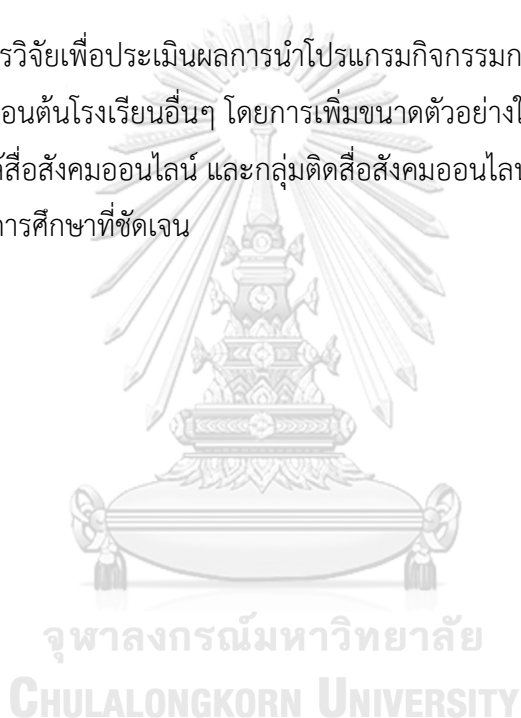 รวิจัยเพื่อประเมินผลการนำโปรแกรมกิจกรรมก
อนต้นโรงเรียนอื่นๆ โดยการเพิ่มขนาดตัวอย่างใ
สื่อสังคมออนไลน์ และกลุ่มติดสื่อสังคมออนไลน
การศึกษาที่ชัดเจน
จุฬาลงกรณ์มหาวิทยาลัย
CHULALONGKORN UNIVERSITY